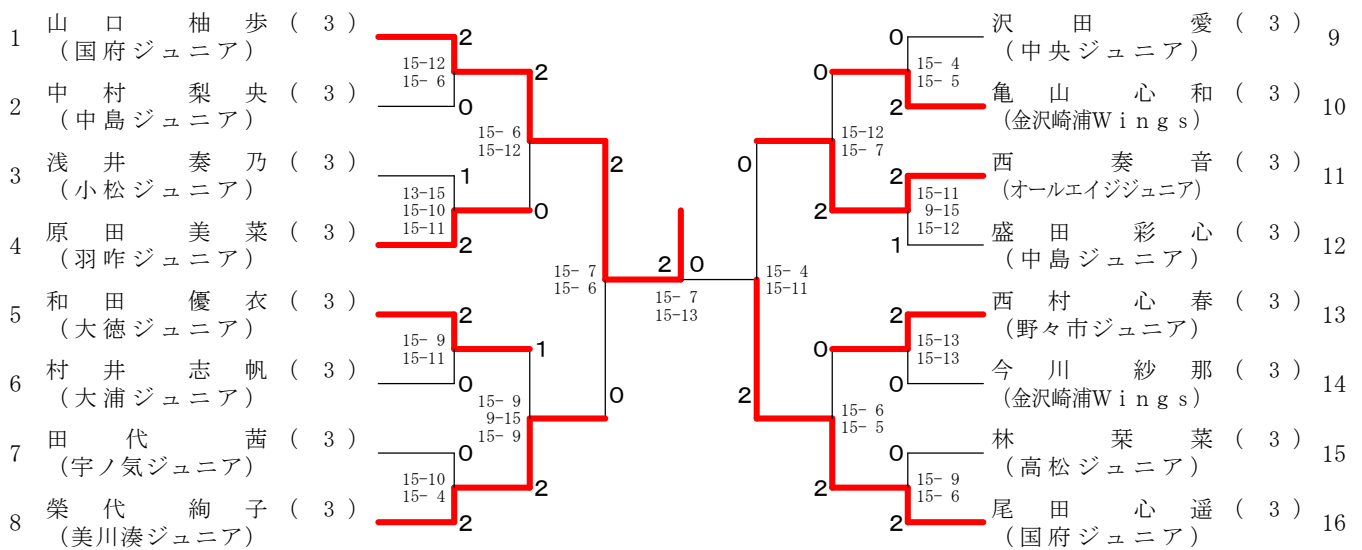 1 山口 柚歩 ( 3 )
(国府ジュニア)
2 中村 梨央 ( 3 )
(中島ジュニア)
3 浅井 奏乃 ( 3 )
(小松ジュニア)
4 原田 美菜 ( 3 )
(羽咋ジュニア)
5 和田 優衣 ( 3 )
(大徳ジュニア)
6 村井 志帆 ( 3 )
(大浦ジュニア)
7 田代 茜 ( 3 )
(宇ノ気ジュニア)
8 榮代 絢子 ( 3 )
(美川湊ジュニア)
2
15-12
15- 6
0
1
13-15
15-10
15-11
2
2
15- 9
15-11
0
0
15-10
15- 4
2
2
15- 6
15-12
0
1
15- 9
9-15
15- 9
2
2
15- 7
15- 6
0
2 0
15- 7
15-13
0
15- 4
15-11
2
0
15-12
15- 7
2
0
15- 6
15- 5
2
0
15- 4
15- 5
2
2
15-11
9-15
15-12
1
2
15-13
15-13
0
0
15- 9
15- 6
2
沢田 愛 ( 3 ) 9
(中央ジュニア)
亀山 心和 ( 3 ) 10
(金沢崎浦Wings)
西 奏音 ( 3 ) 11
(オールエイジジュニア)
盛田 彩心 ( 3 ) 12
(中島ジュニア)
西村 心春 ( 3 ) 13
(野々市ジュニア)
今川 紗那 ( 3 ) 14
(金沢崎浦Wings)
林 栞菜 ( 3 ) 15
(高松ジュニア)
尾田 心遥 ( 3 ) 16
(国府ジュニア)